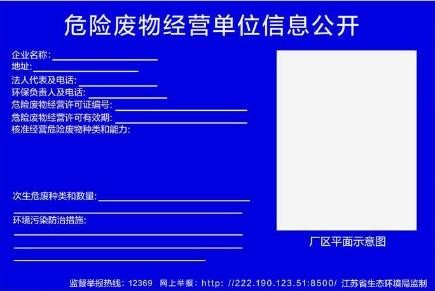 危险废物经营单位信息公开
企业名称：
地址：
法人代表及电话：
环保负责人及电话：
危险废物经营许可证编号：
危险废物经营许可有效期：
核准经营危险废物种类和能力：
次生危废种类和数量：
环境污染防治措施：
厂区平面示意图
监督举报热线：12369 网上举报：http://222.190.123.51:8500/ 江苏省生态环境局监制